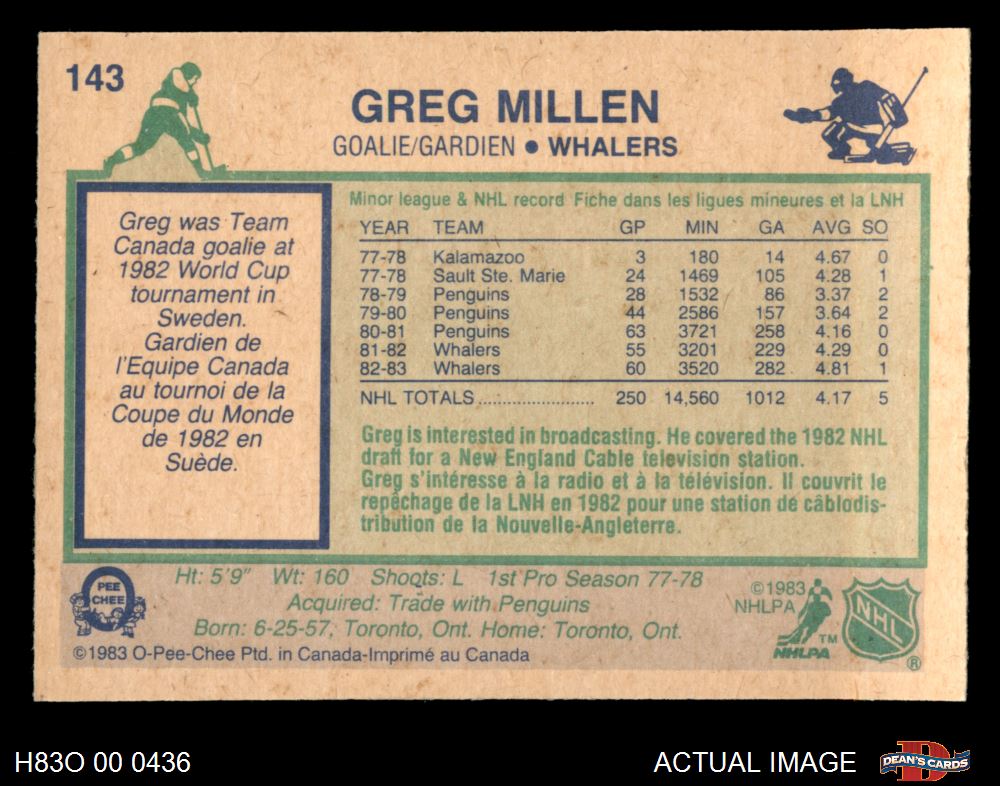 143
GREG MILLEN
GOALIE/GARDIEN • WHALERS
Greg was Team
Canada goalie at
1982 World Cup
tournament in
Sweden.
Gardien de
l'Equipe Canada
au tournoi de la
Coupe du Monde
de 1982 en
Suède.
Minor league & NHL record Fiche dans les ligues mineures et la LNH
YEAR TEAM GP MIN GA AVG SO
77-78 Kalamazoo 3 180 14 4.67 0
77-78 Sault Ste. Marie 24 1469 105 4.28 1
78-79 Penguins 28 1532 86 3.37 2
79-80 Penguins 44 2586 157 3.64 2
80-81 Penguins 63 3721 258 4.16 0
81-82 Whalers 55 3201 229 4.29 0
82-83 Whalers 60 3520 282 4.81 1
NHL TOTALS........................ 250 14,560 1012 4.17 5
Greg is interested in broadcasting. He covered the 1982 NHL
draft for a New England Cable television station.
Greg s'intéresse à la radio et à la télévision. Il couvrit le
repêchage de la LNH en 1982 pour une station de câblodis-
tribution de la Nouvelle-Angleterre.
PEE
CHEE
Ht: 5'9" Wt: 160 Shoots: L 1st Pro Season 77-78
Acquired: Trade with Penguins
Born: 6-25-57, Toronto, Ont. Home: Toronto, Ont.
©1983 O-Pee-Chee Ptd. in Canada-Imprimé au Canada
©1983
NHLPA
TM
NHLPA
NHL
®
H83O 00 0436
ACTUAL IMAGE
D
DEAN'S CARDS